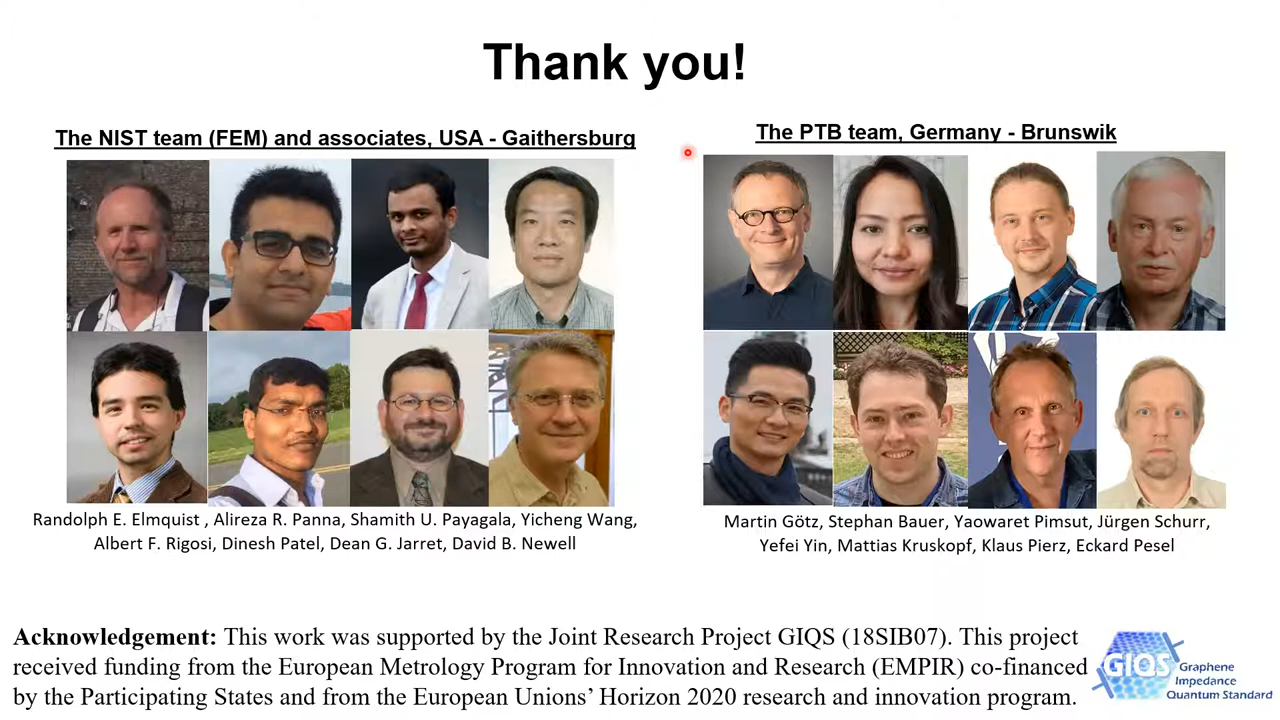 Thank you!
The NIST team (FEM) and associates, USA - Gaithersburg
The PTB team, Germany - Brunswik
Randolph E. Elmquist , Alireza R. Panna, Shamith U. Payagala, Yicheng Wang,
Albert F. Rigosi, Dinesh Patel, Dean G. Jarret, David B. Newell
Martin Götz, Stephan Bauer, Yaowaret Pimsut, Jürgen Schurr,
Yefei Yin, Mattias Kruskopf, Klaus Pierz, Eckard Pesel
Acknowledgement: This work was supported by the Joint Research Project GIQS (18SIB07). This project
received funding from the European Metrology Program for Innovation and Research (EMPIR) co-financed
by the Participating States and from the European Unions’ Horizon 2020 research and innovation program.
GIQS
Graphene
Impedance
Quantum Standard